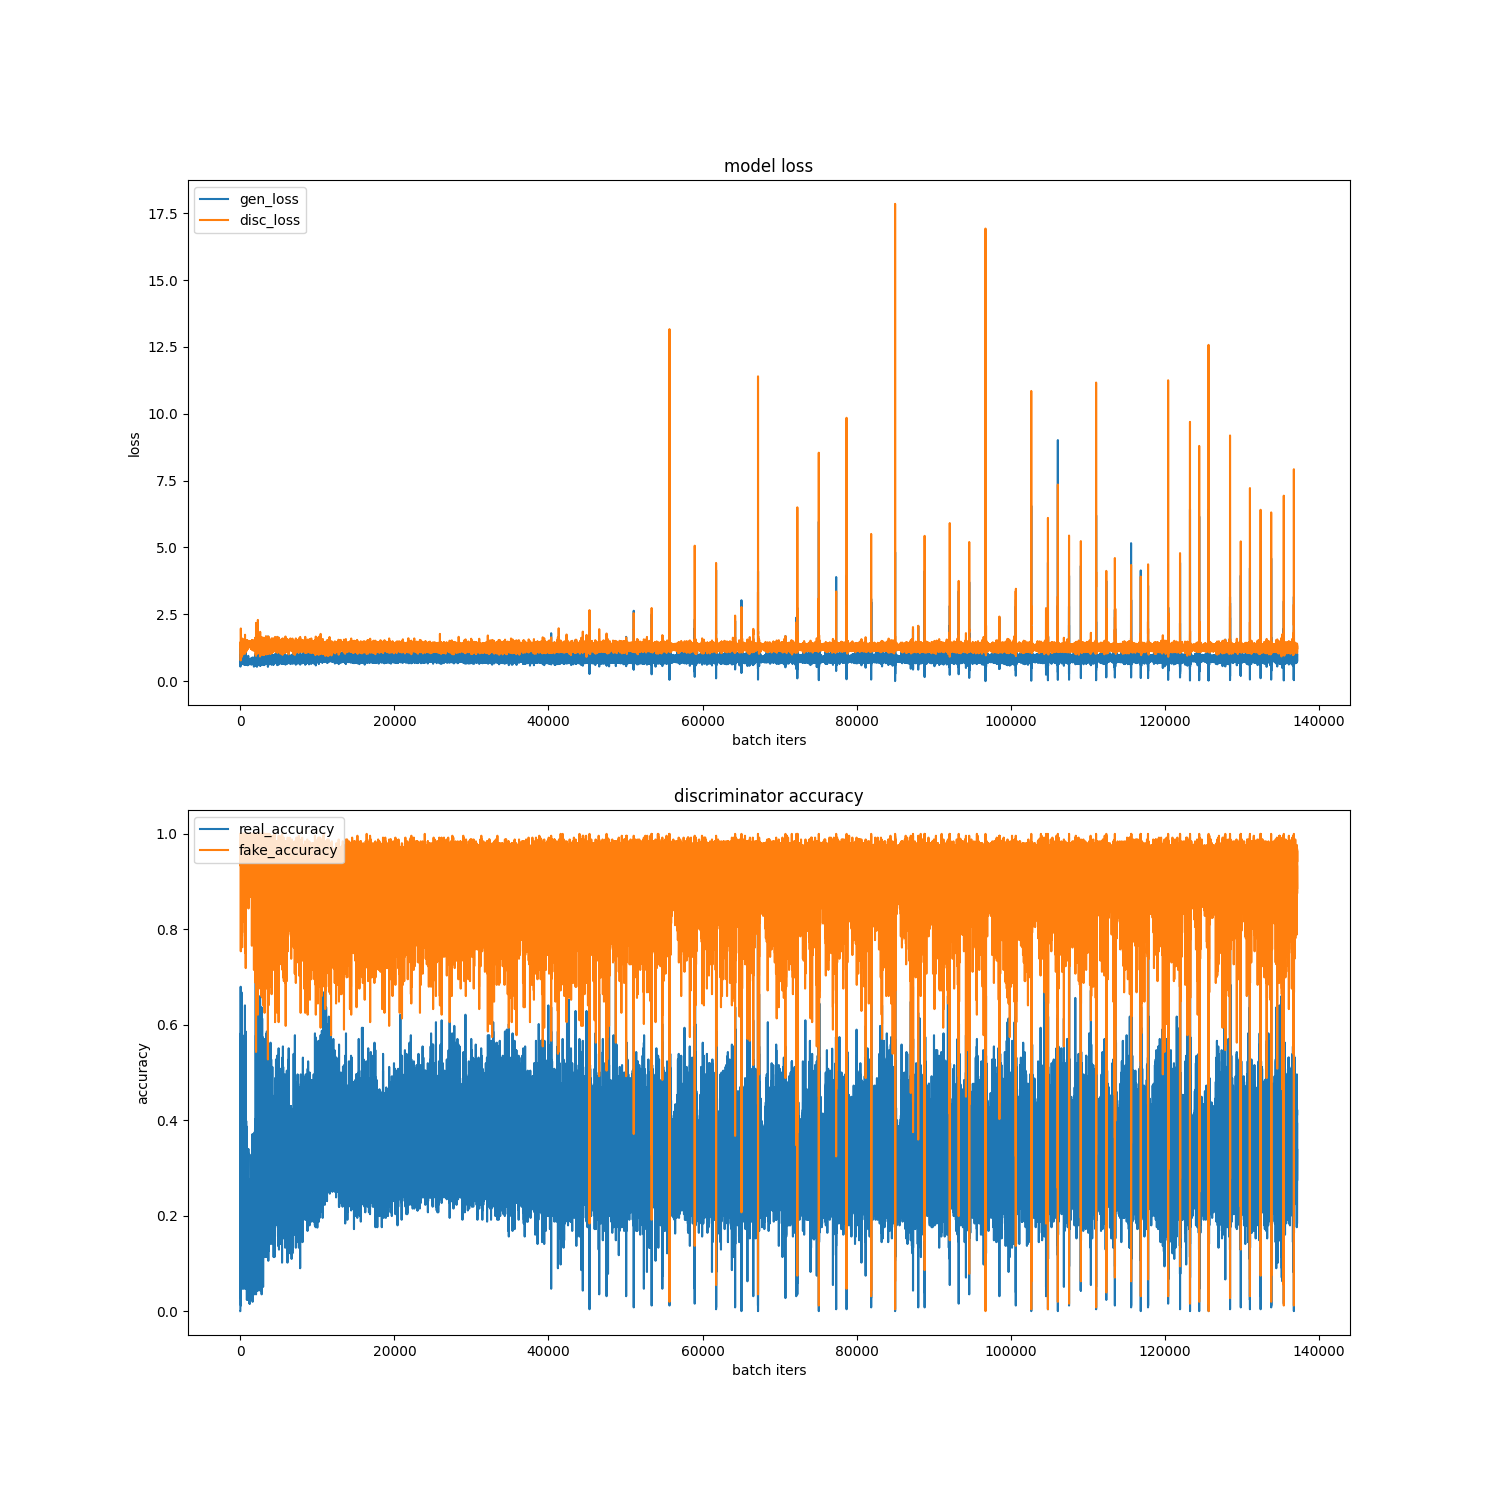 model loss
gen_loss
disc_loss
17.5
15.0
12.5
10.0
7.5
5.0
2.5
0.0
loss
0 20000 40000 60000 80000 100000 120000 140000
batch iters
discriminator accuracy
real_accuracy
fake_accuracy
1.0
0.8
0.6
0.4
0.2
0.0
accuracy
0 20000 40000 60000 80000 100000 120000 140000
batch iters